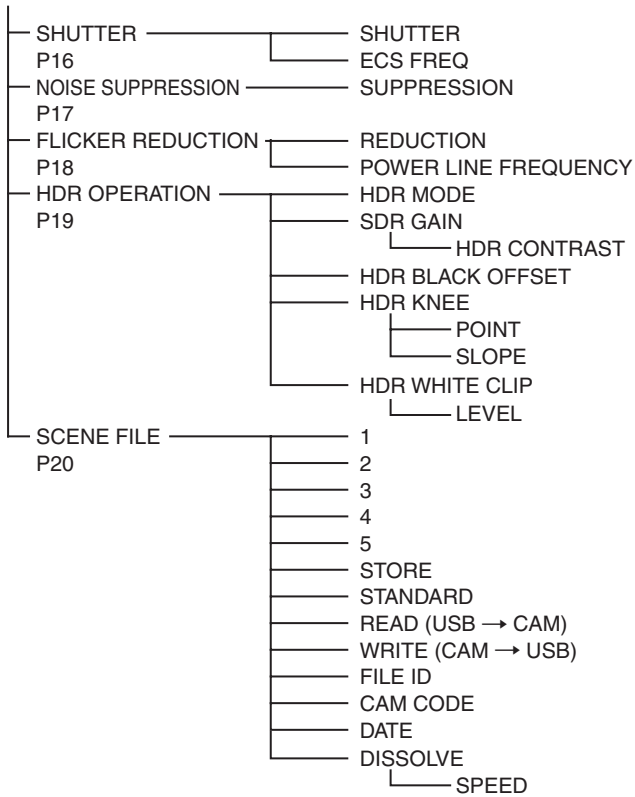 SHUTTER SHUTTER
P16 ECS FREQ
NOISE SUPPRESSION SUPPRESSION
P17
FLICKER REDUCTION REDUCTION
P18 POWER LINE FREQUENCY
HDR OPERATION HDR MODE
P19 SDR GAIN
HDR CONTRAST
HDR BLACK OFFSET
HDR KNEE
POINT
SLOPE
HDR WHITE CLIP
LEVEL
SCENE FILE 1
P20 2
3
4
5
STORE
STANDARD
READ (USB → CAM)
WRITE (CAM → USB)
FILE ID
CAM CODE
DATE
DISSOLVE
SPEED